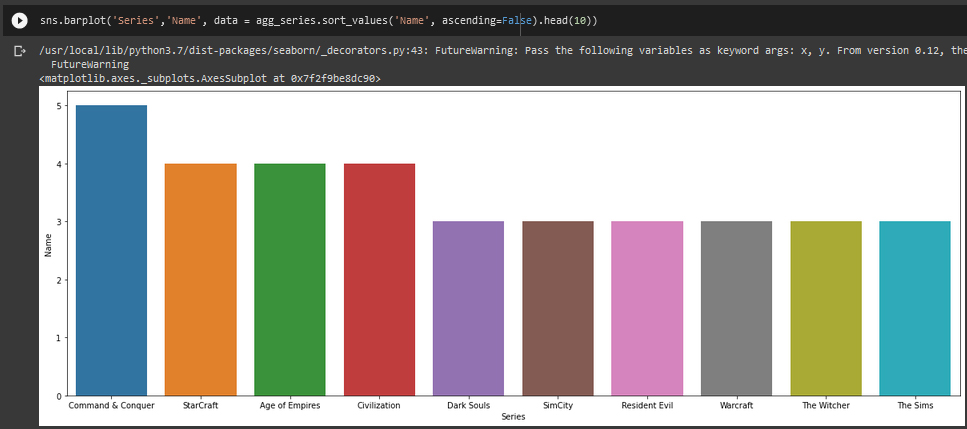 sns.barplot('Series','Name', data = agg_series.sort_values('Name', ascending=False).head(10))
/usr/local/lib/python3.7/dist-packages/seaborn/_decorators.py:43: FutureWarning: Pass the following variables as keyword args: x, y. From version 0.12, the
FutureWarning
<matplotlib.axes._subplots.AxesSubplot at 0x7f2f9be8dc90>
5
4
3
2
1
0
Name
Command & Conquer StarCraft Age of Empires Civilization Dark Souls SimCity Resident Evil Warcraft The Witcher The Sims
Series